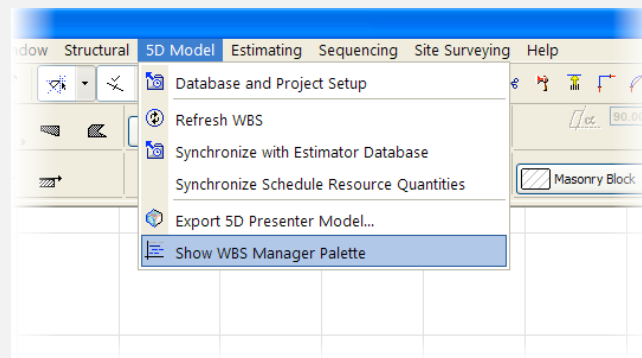 dow Structural 5D Model Estimating Sequencing Site Surveying Help
Database and Project Setup
Refresh WBS
α 90.00
Synchronize with Estimator Database
Synchronize Schedule Resource Quantities
Masonry Block
Export 5D Presenter Model...
Show WBS Manager Palette